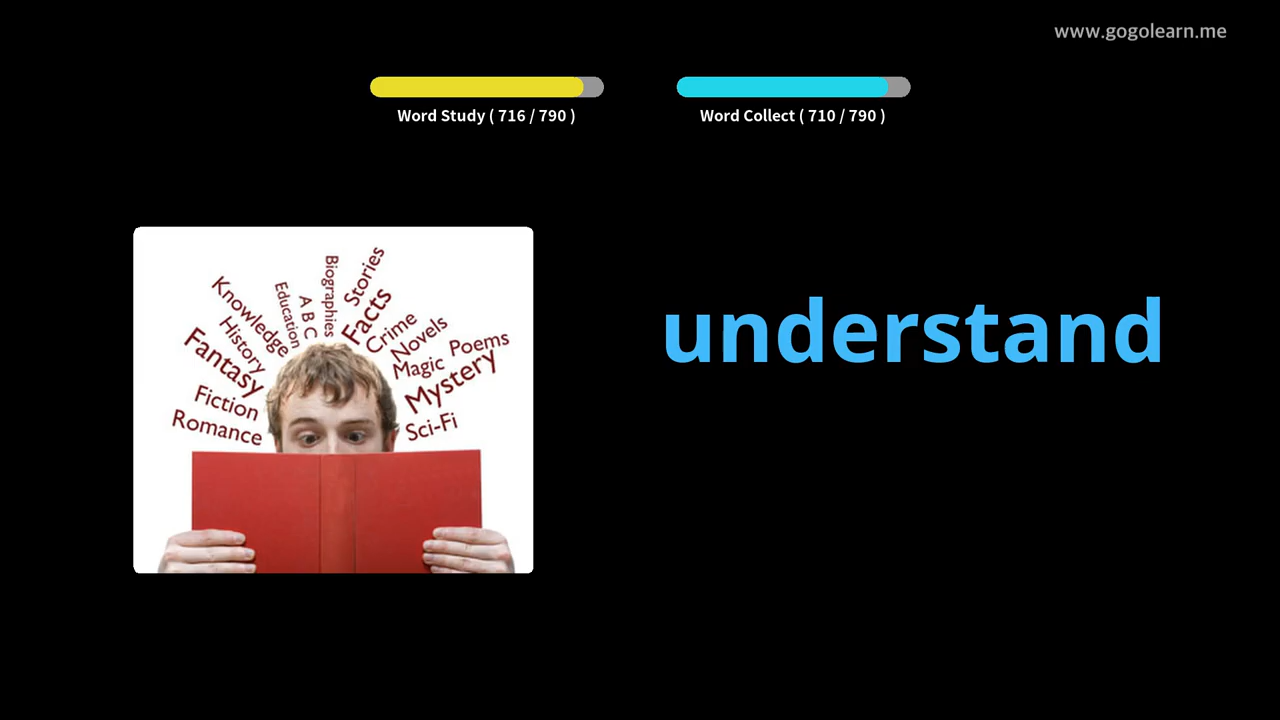 www.gogolearn.me
Word Study ( 716 / 790 )
Word Collect ( 710 / 790 )
understand
Romance
Fiction
Fantasy
History
Knowledge
Education
A B C
Biographies
Stories
Facts
Crime
Novels
Magic
Poems
Mystery
Sci-Fi